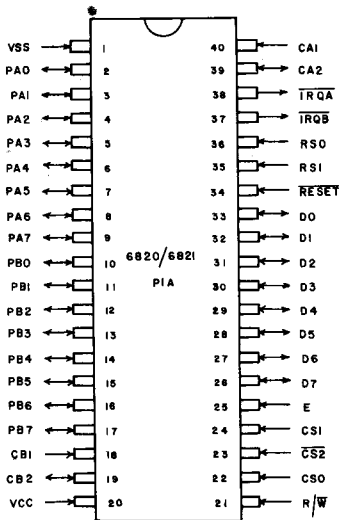 VSS 1 40 CA1
PA0 2 39 CA2
PA1 3 38 IRQA
PA2 4 37 IRQB
PA3 5 36 RS0
PA4 6 35 RS1
PA5 7 34 RESET
PA6 8 33 D0
PA7 9 32 D1
PB0 10 6820/6821 31 D2
PB1 11 PIA 30 D3
PB2 12 29 D4
PB3 13 28 D5
PB4 14 27 D6
PB5 15 26 D7
PB6 16 25 E
PB7 17 24 CS1
CB1 18 23 CS2
CB2 19 22 CS0
VCC 20 21 R/W